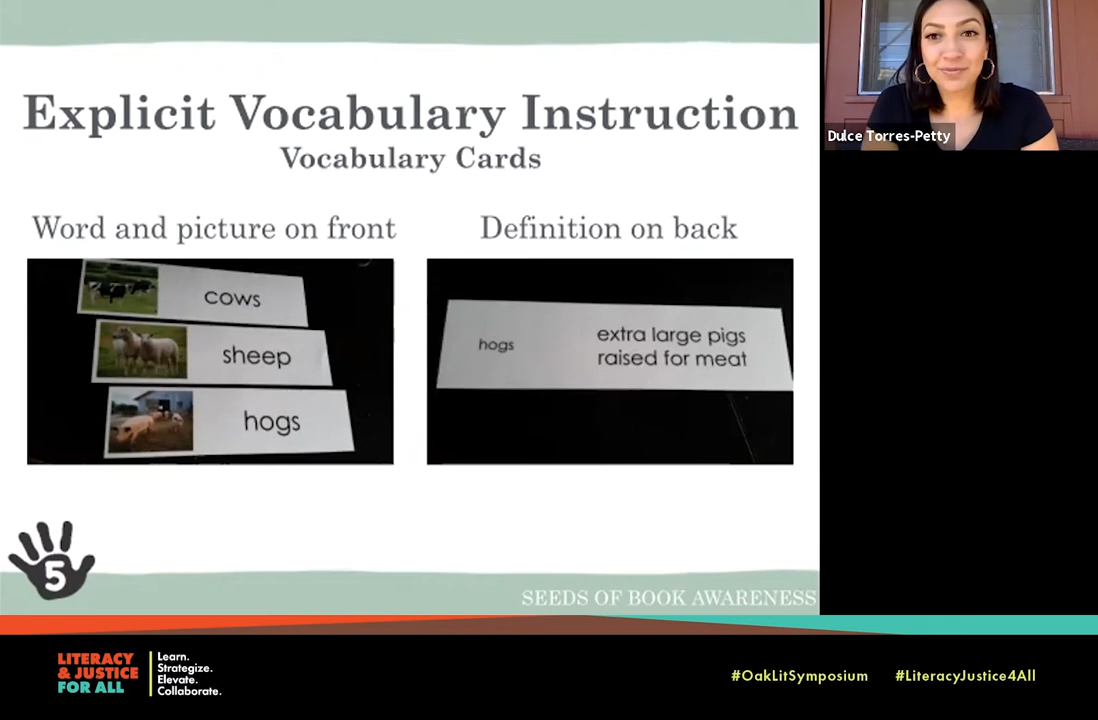 Explicit Vocabulary Instruction
Vocabulary Cards
Word and picture on front
Definition on back
cows
sheep
hogs
hogs
extra large pigs
raised for meat
5
SEEDS OF BOOK AWARENESS
Dulce Torres-Petty
LITERACY
& JUSTICE
FOR ALL
Learn.
Strategize.
Elevate.
Collaborate.
#OakLitSymposium
#LiteracyJustice4All